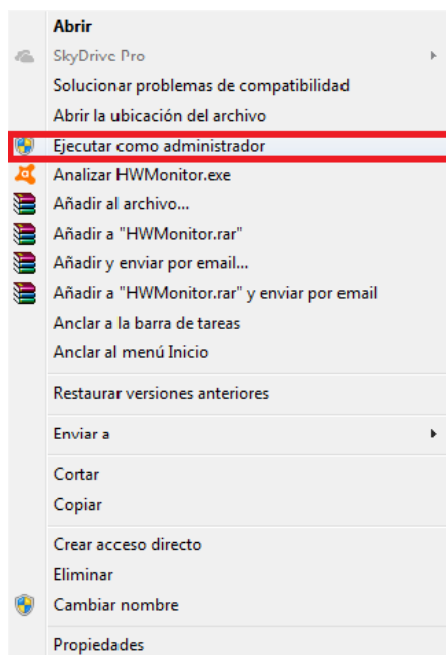 Abrir
SkyDrive Pro
Solucionar problemas de compatibilidad
Abrir la ubicación del archivo
Ejecutar como administrador
Analizar HWMonitor.exe
Añadir al archivo...
Añadir a "HWMonitor.rar"
Añadir y enviar por email...
Añadir a "HWMonitor.rar" y enviar por email
Anclar a la barra de tareas
Anclar al menú Inicio
Restaurar versiones anteriores
Enviar a
Cortar
Copiar
Crear acceso directo
Eliminar
Cambiar nombre
Propiedades